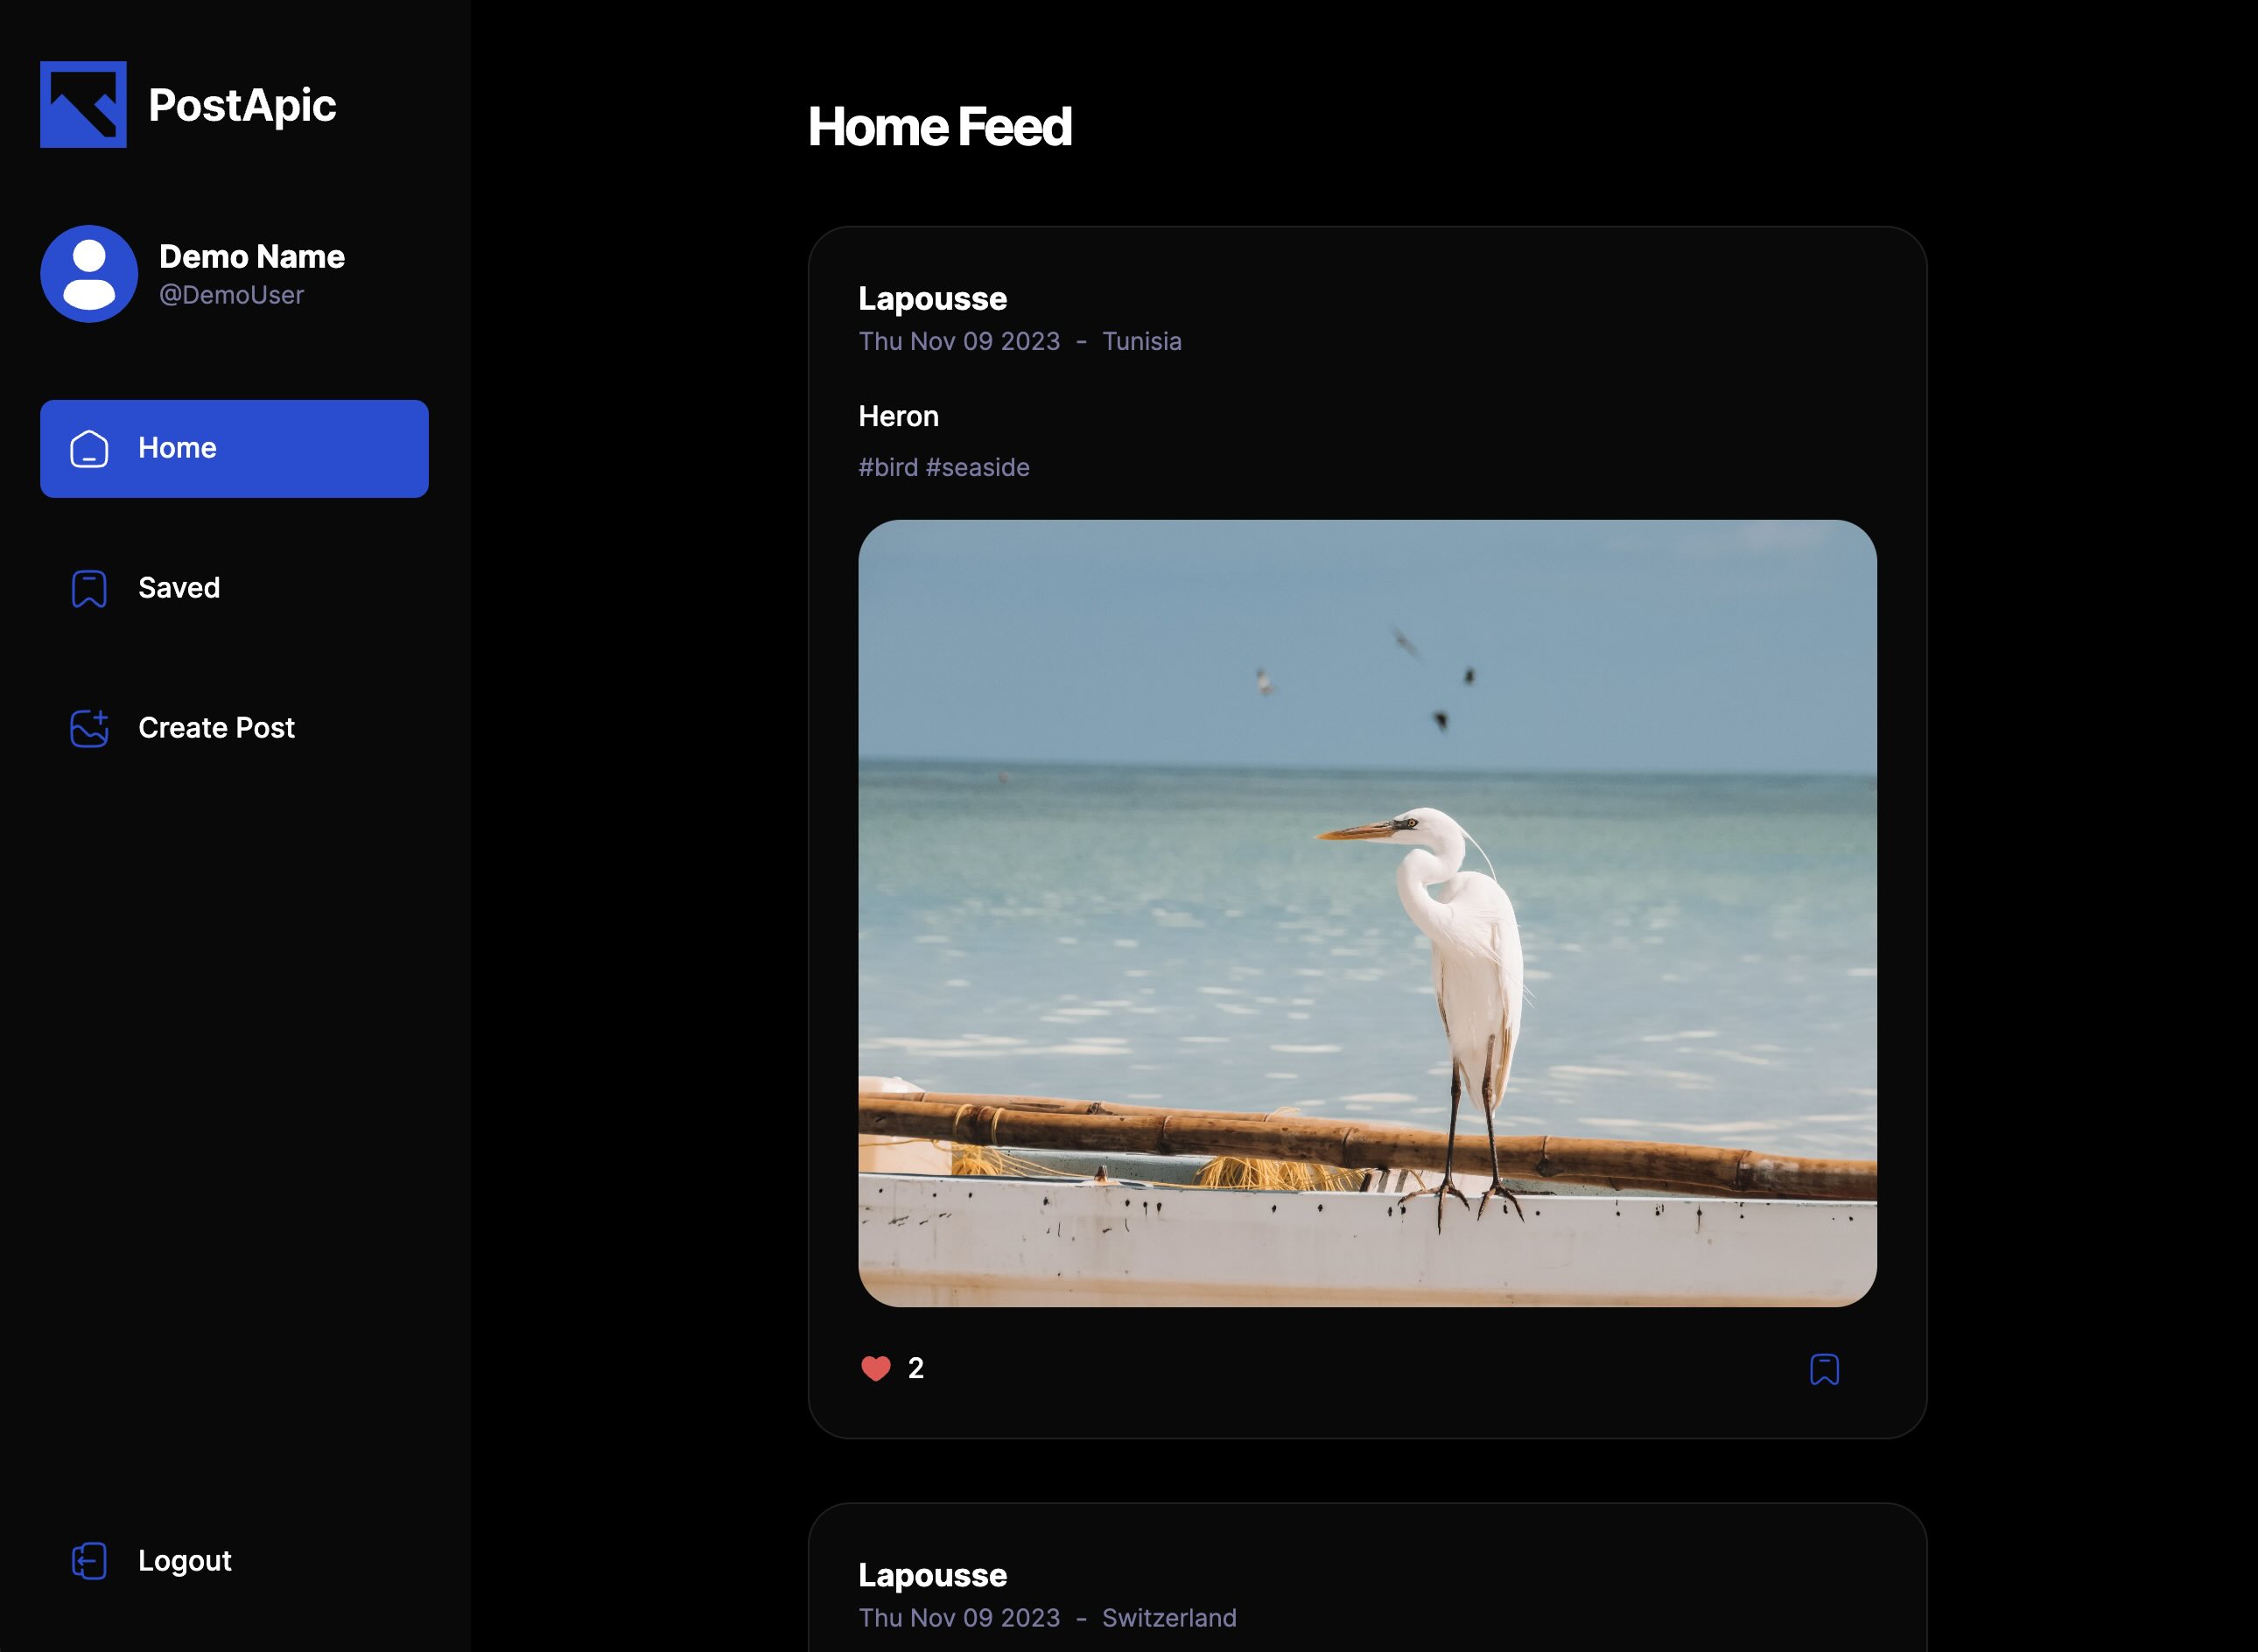 PostApic
Demo Name
@DemoUser
Home
Saved
Create Post
Logout
Home Feed
Lapousse
Thu Nov 09 2023 - Tunisia
Heron
#bird #seaside
2
Lapousse
Thu Nov 09 2023 - Switzerland